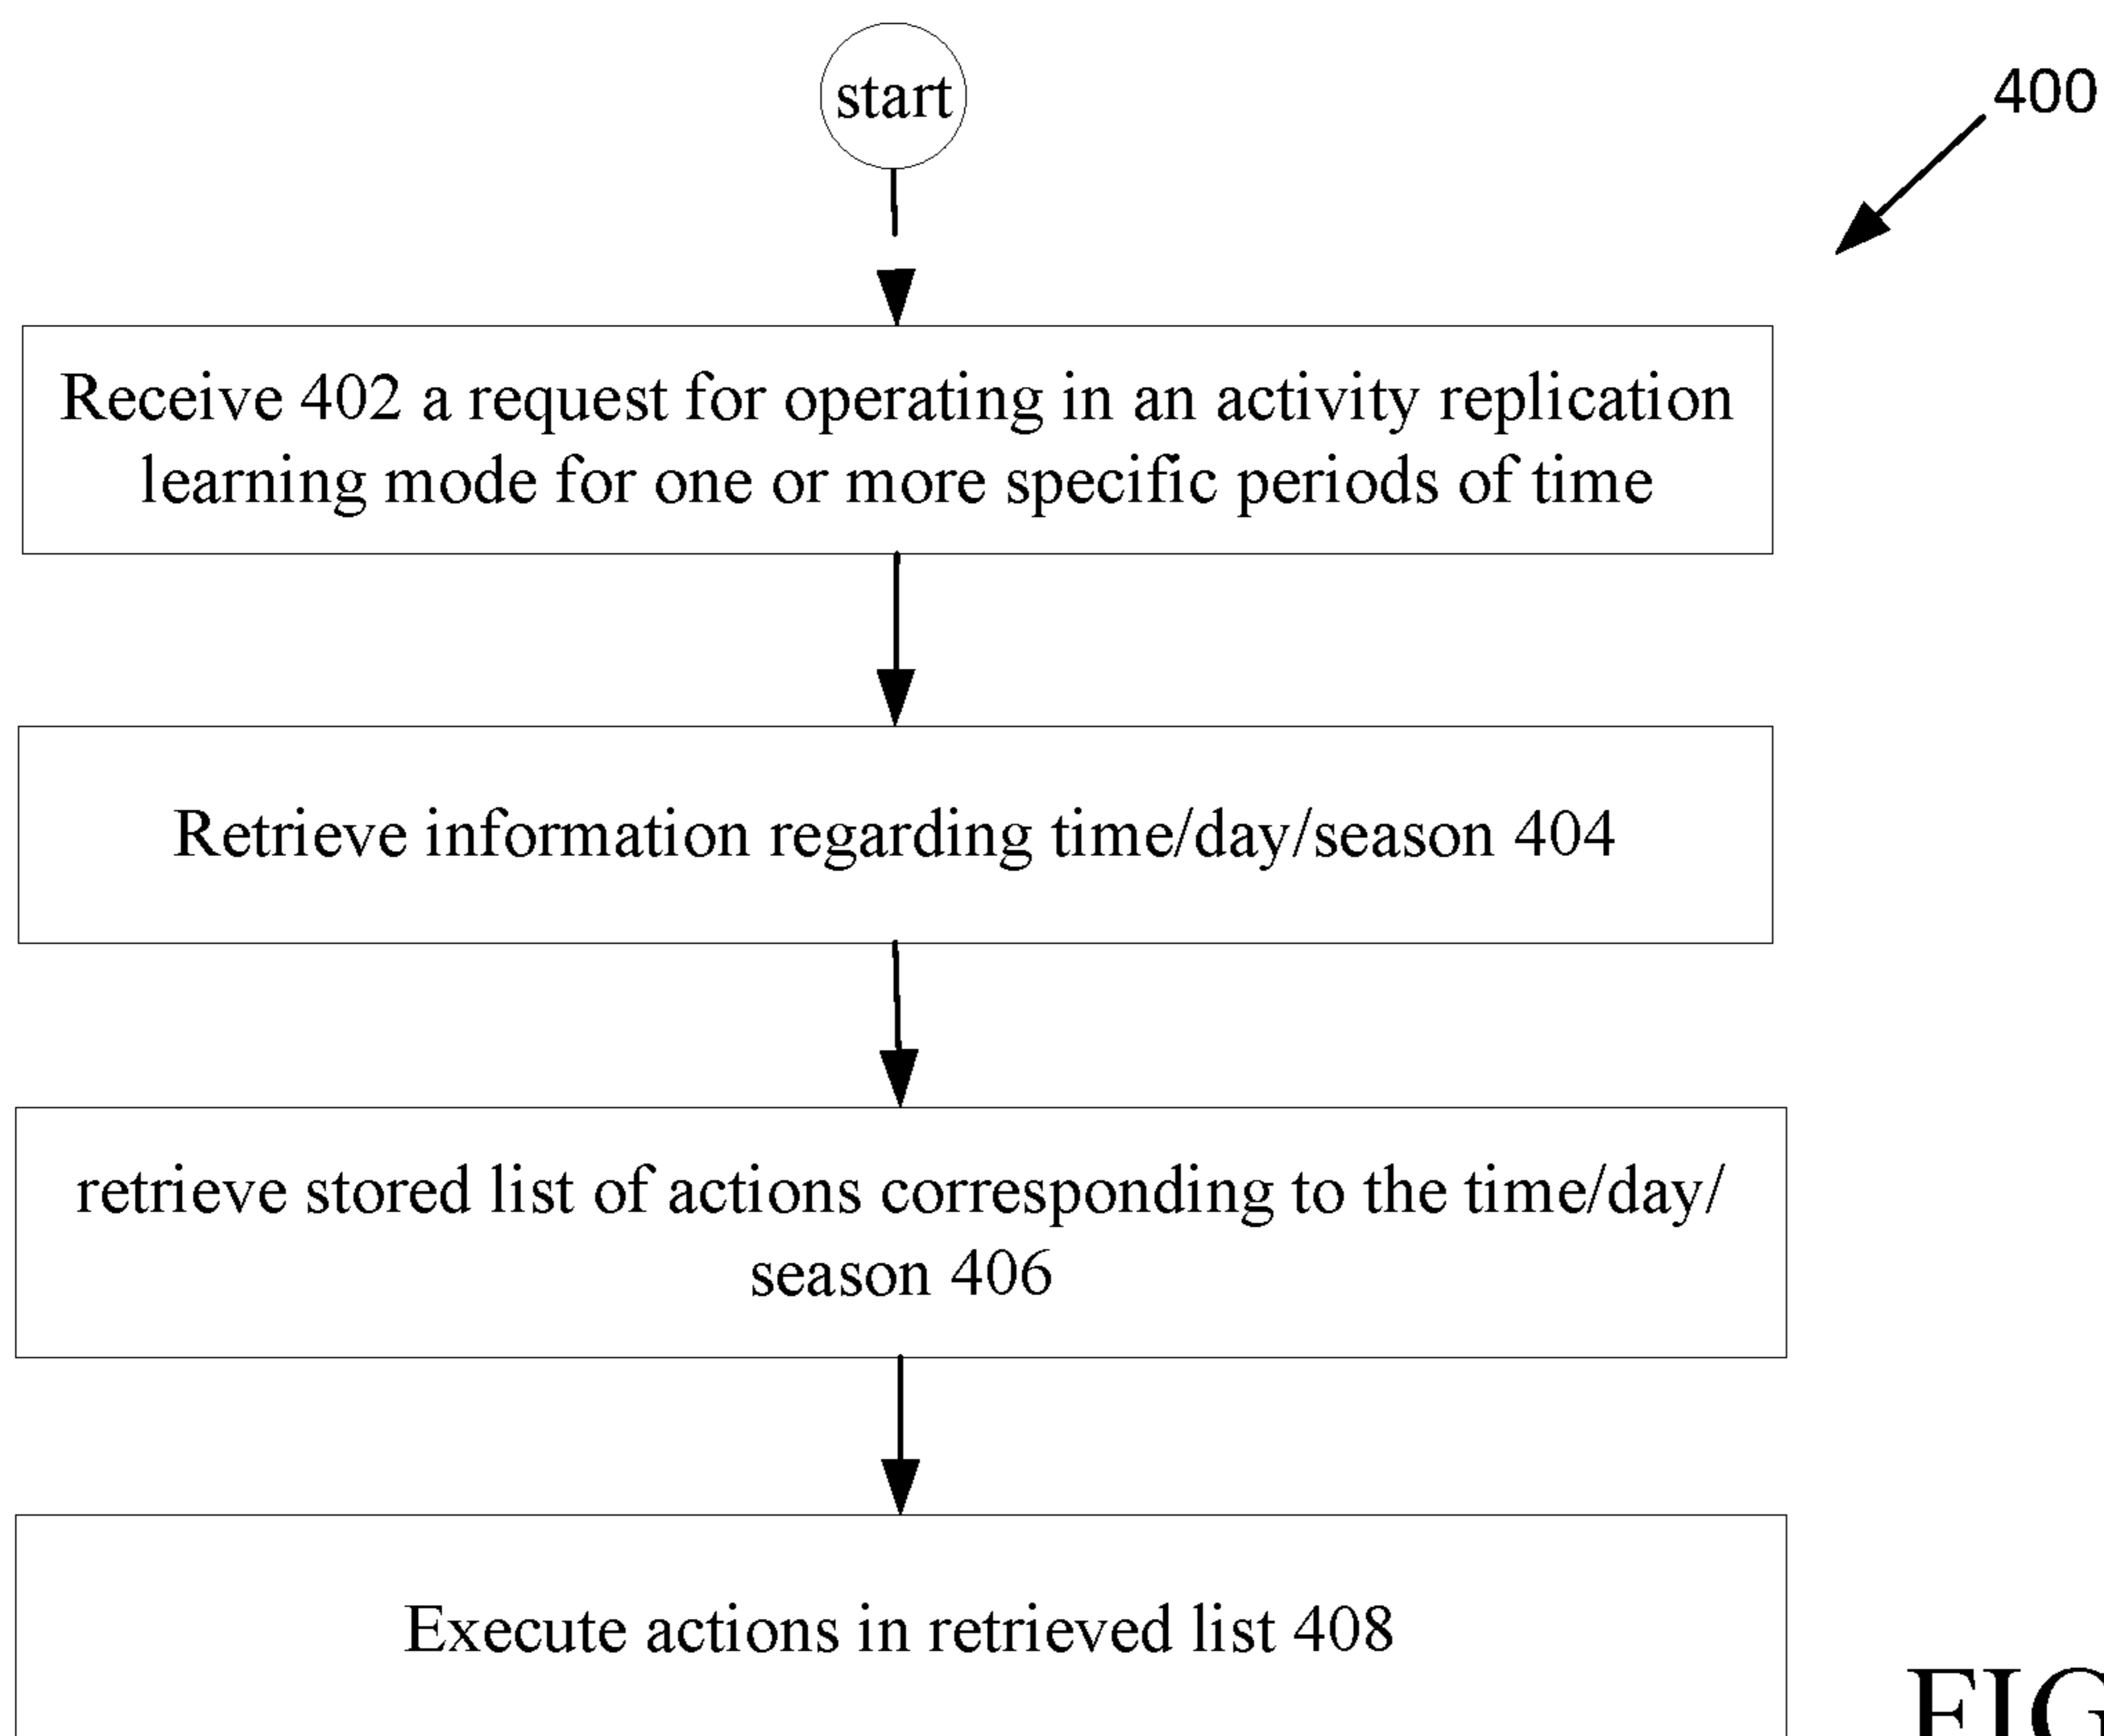 start
400
Receive 402 a request for operating in an activity replication
learning mode for one or more specific periods of time
Retrieve information regarding time/day/season 404
retrieve stored list of actions corresponding to the time/day/
season 406
Execute actions in retrieved list 408
FIG